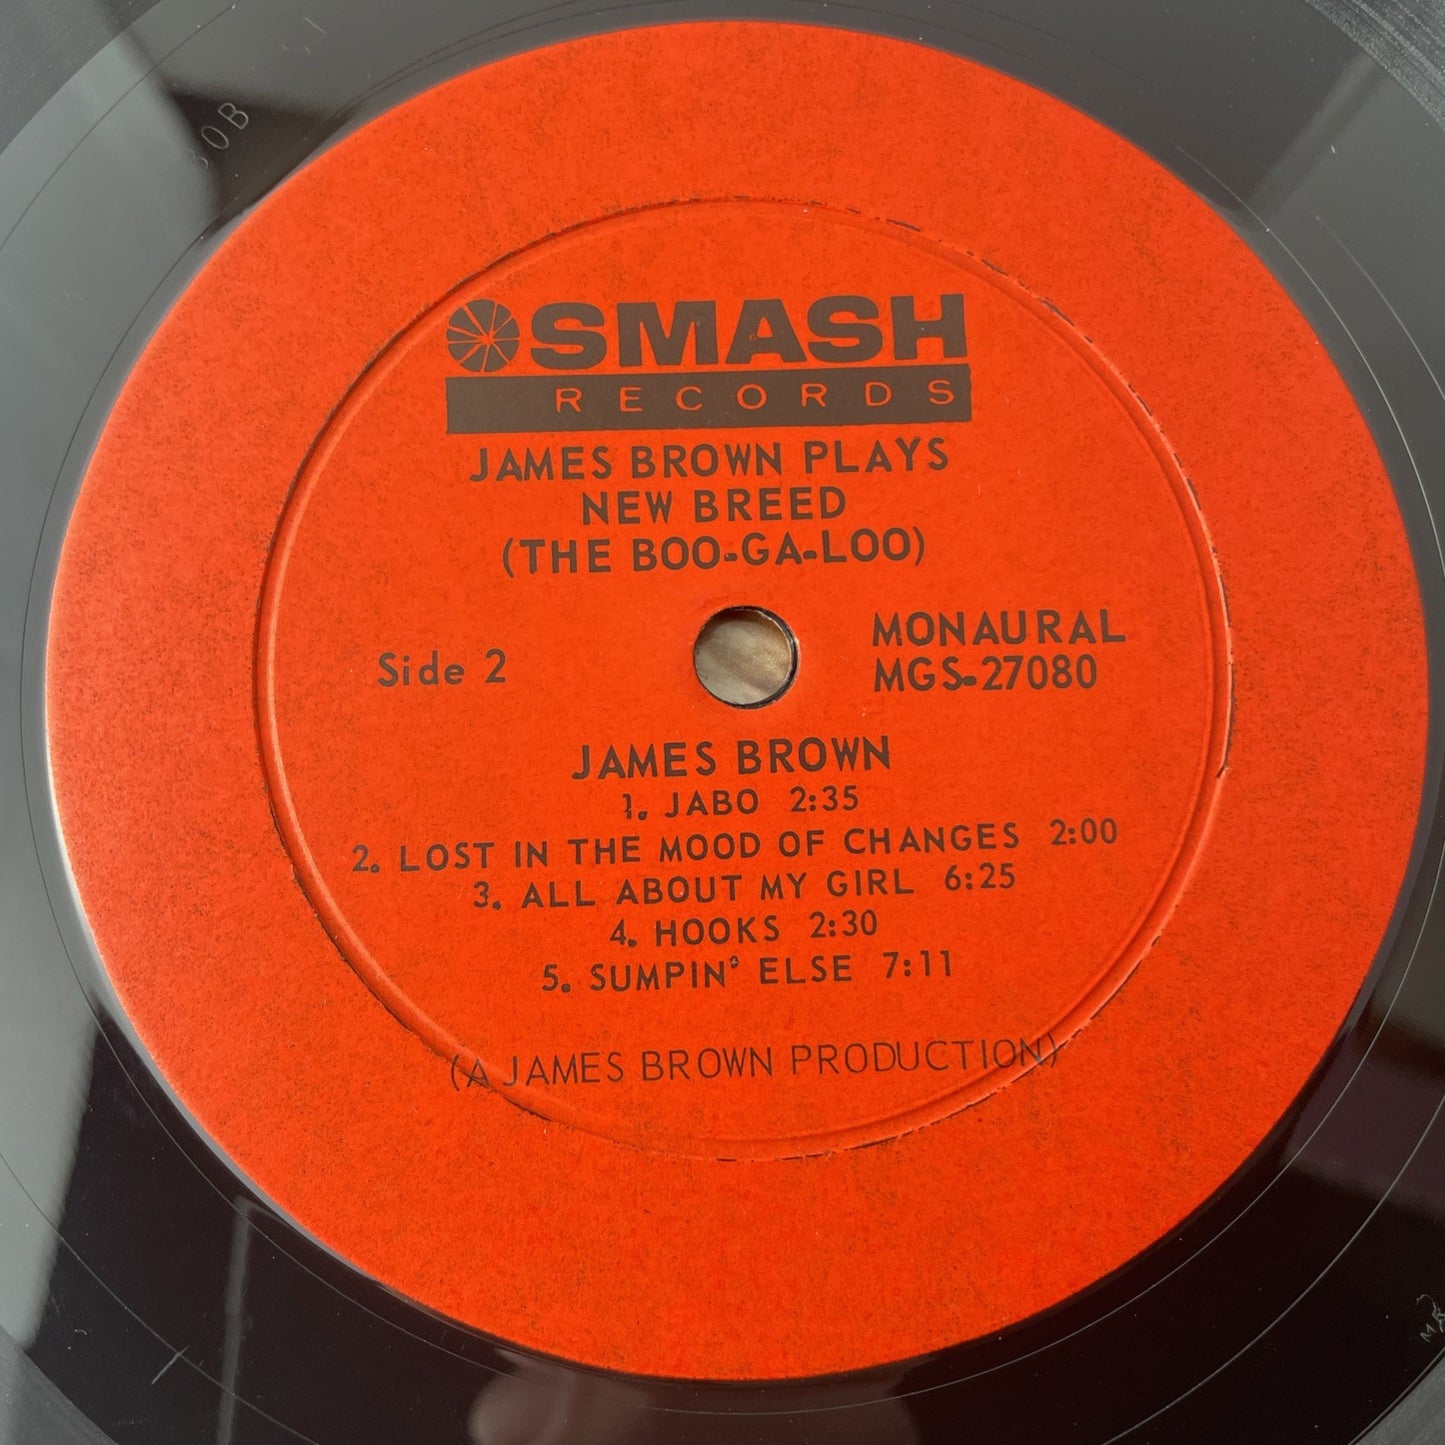 SMASH
RECORDS
JAMES BROWN PLAYS
NEW BREED
(THE BOO-GA-LOO)
Side 2
MONAURAL
MGS-27080
JAMES BROWN
1. JABO 2:35
2. LOST IN THE MOOD OF CHANGES 2:00
3. ALL ABOUT MY GIRL 6:25
4. HOOKS 2:30
5. SUMPIN' ELSE 7:11
(A JAMES BROWN PRODUCTION)